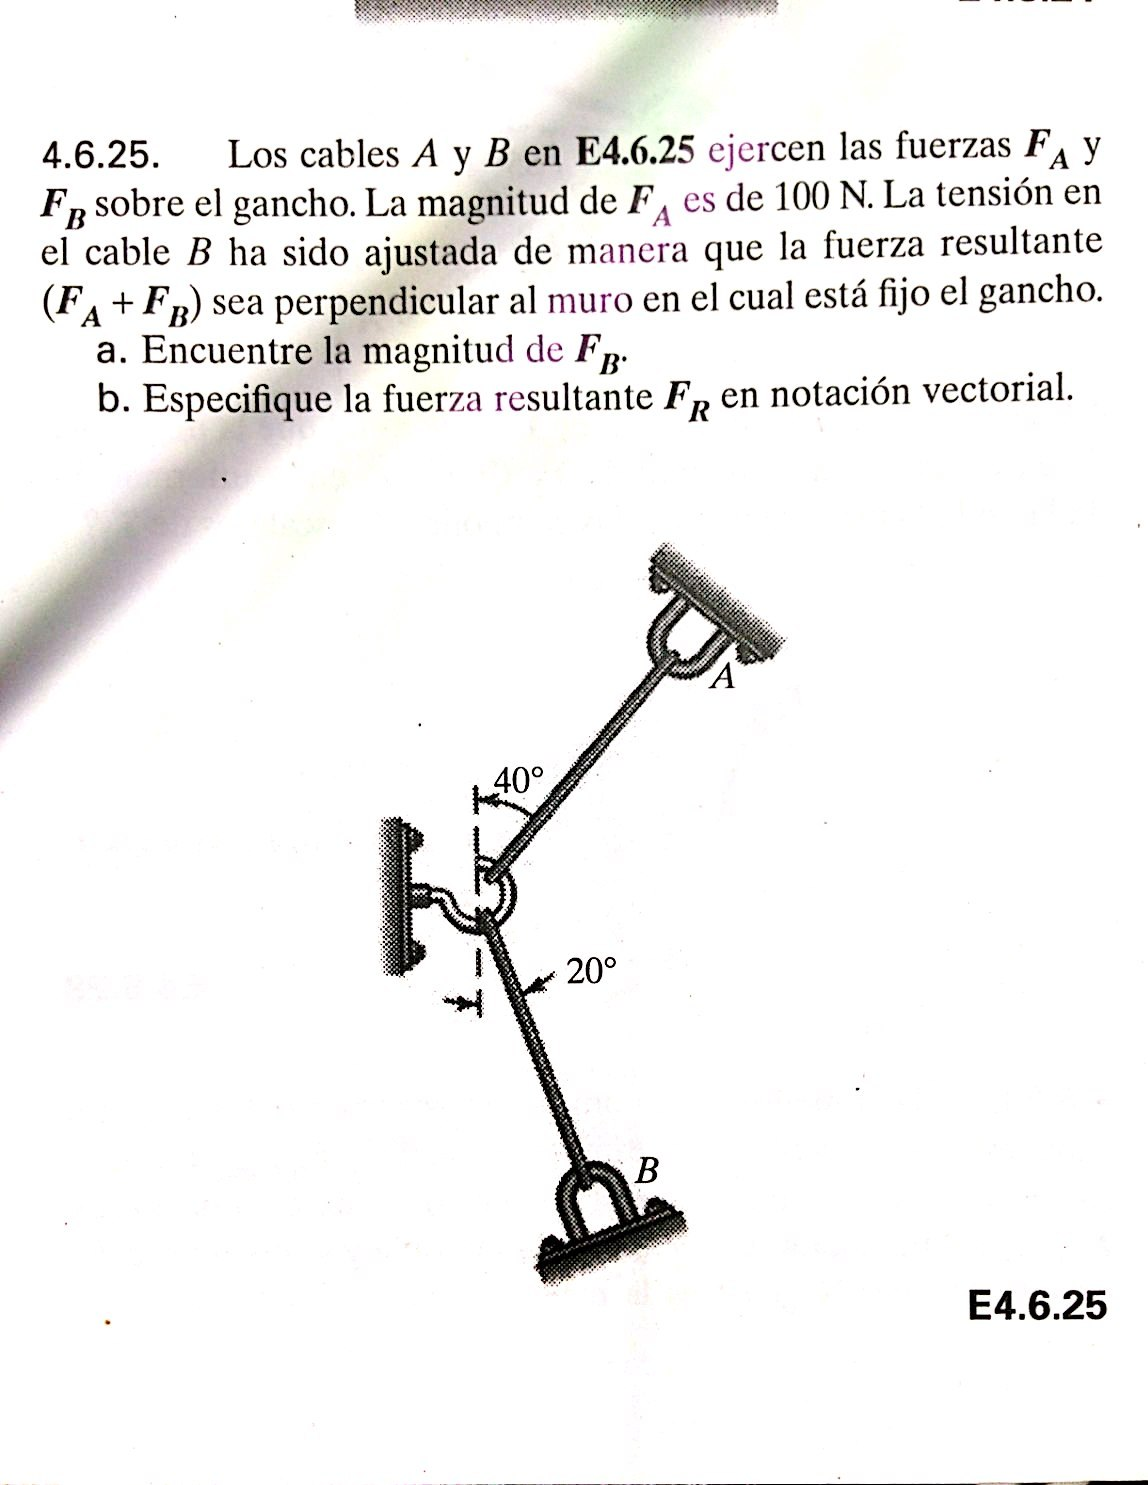 4.6.25. Los cables A y B en E4.6.25 ejercen las fuerzas F_A y
F_B sobre el gancho. La magnitud de F_A es de 100 N. La tensión en
el cable B ha sido ajustada de manera que la fuerza resultante
(F_A + F_B) sea perpendicular al muro en el cual está fijo el gancho.
a. Encuentre la magnitud de F_B.
b. Especifique la fuerza resultante F_R en notación vectorial.
A
40°
20°
B
E4.6.25